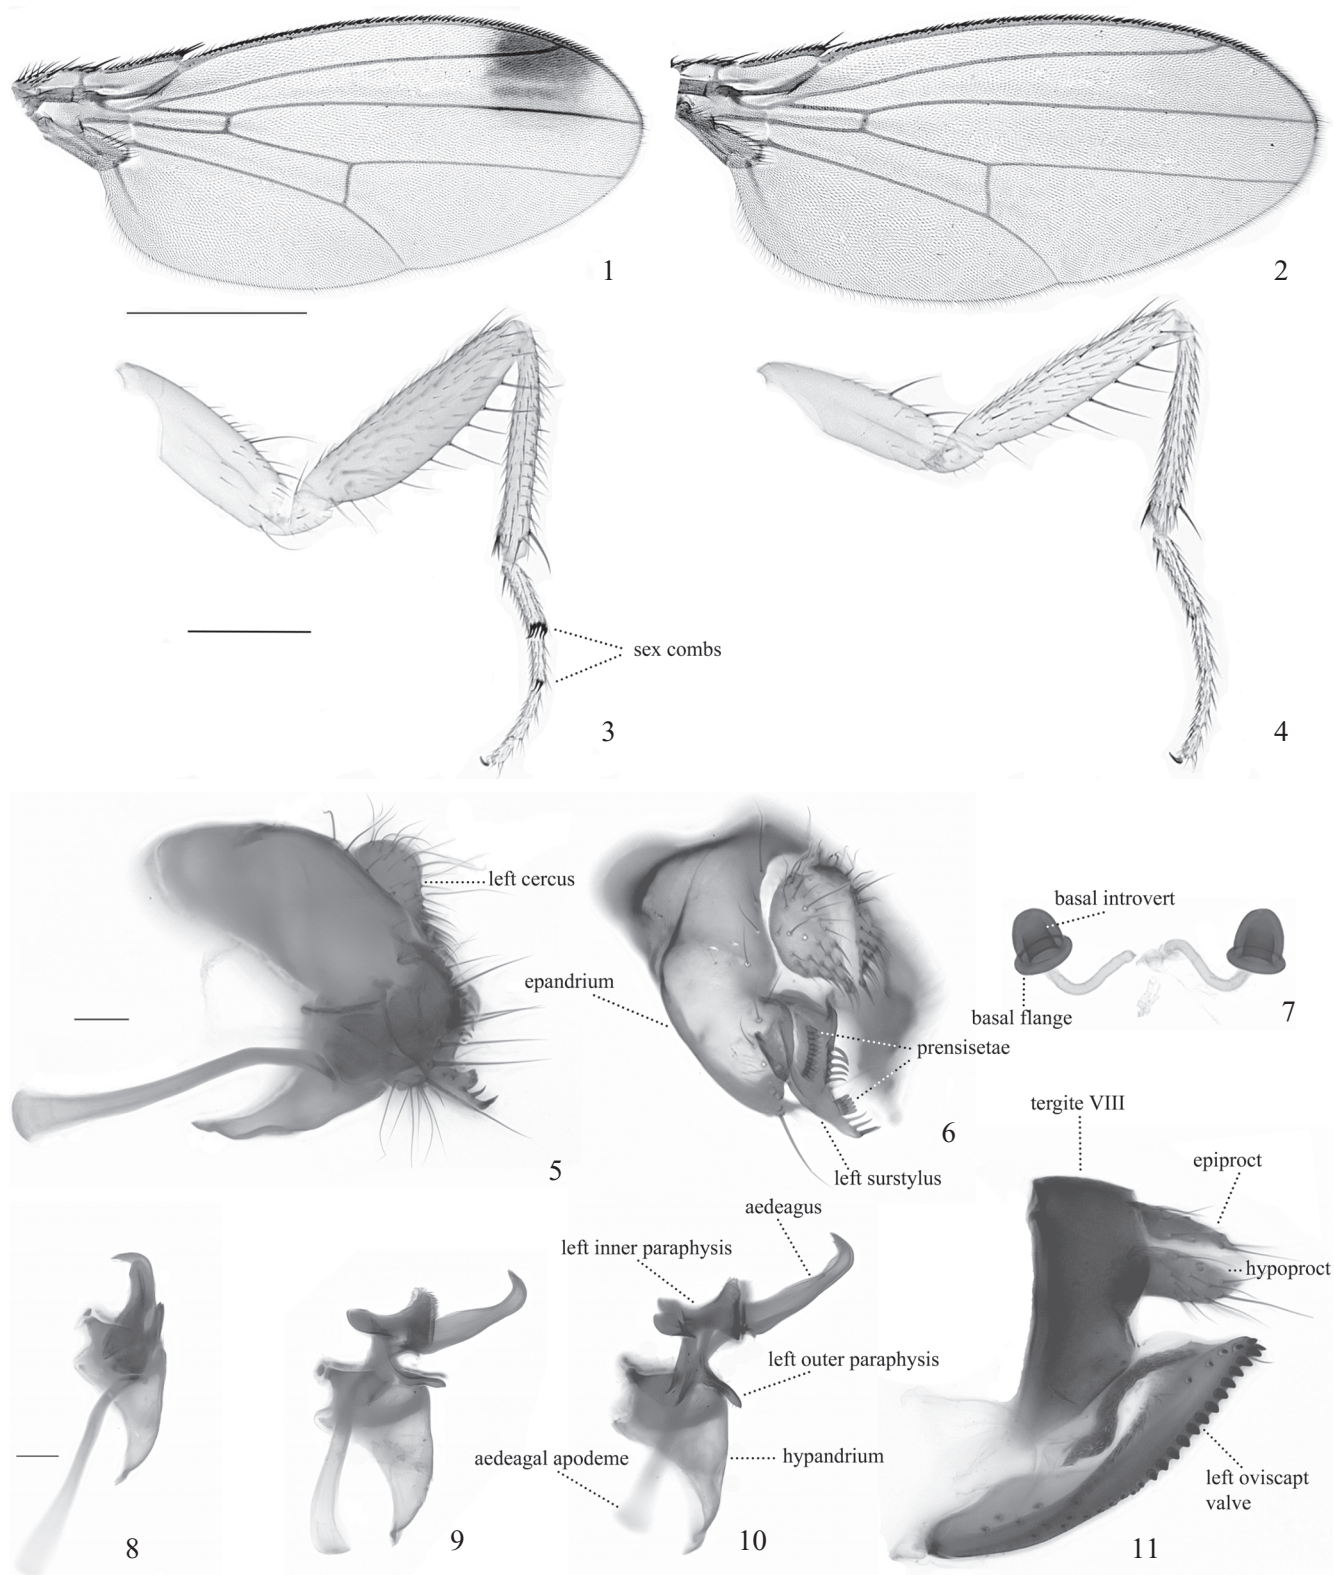 1
2
sex combs
3
4
left cercus
basal introvert
epandrium
basal flange
7
prensisetae
tergite VIII
5
6
left surstylus
epiproct
aedeagus
left inner paraphysis
hypoproct
left outer paraphysis
aedeagal apodeme
hypandrium
left oviscapt
valve
8
9
10
11